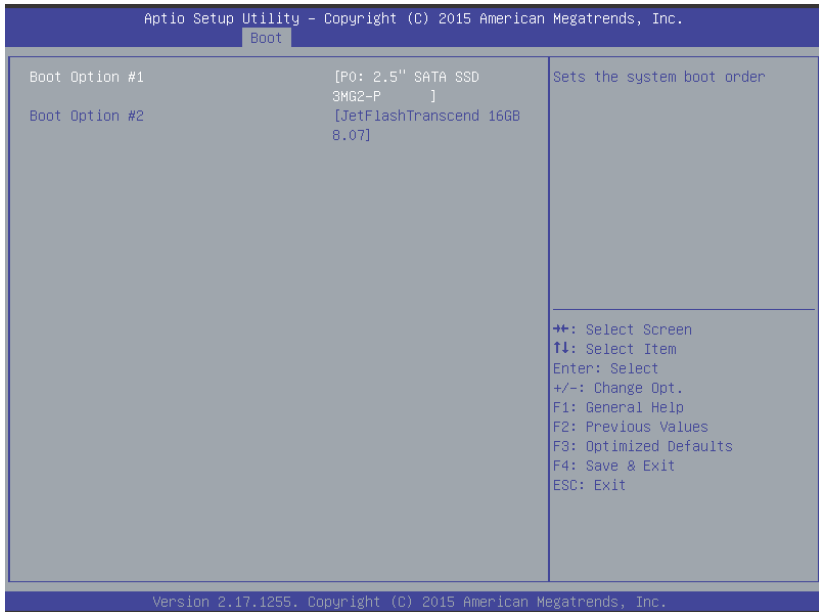 Aptio Setup Utility – Copyright (C) 2015 American Megatrends, Inc.
Boot
Boot Option #1 [P0: 2.5" SATA SSD
3MG2-P ]
Boot Option #2 [JetFlashTranscend 16GB
8.07]
Sets the system boot order
→←: Select Screen
↑↓: Select Item
Enter: Select
+/-: Change Opt.
F1: General Help
F2: Previous Values
F3: Optimized Defaults
F4: Save & Exit
ESC: Exit
Version 2.17.1255. Copyright (C) 2015 American Megatrends, Inc.